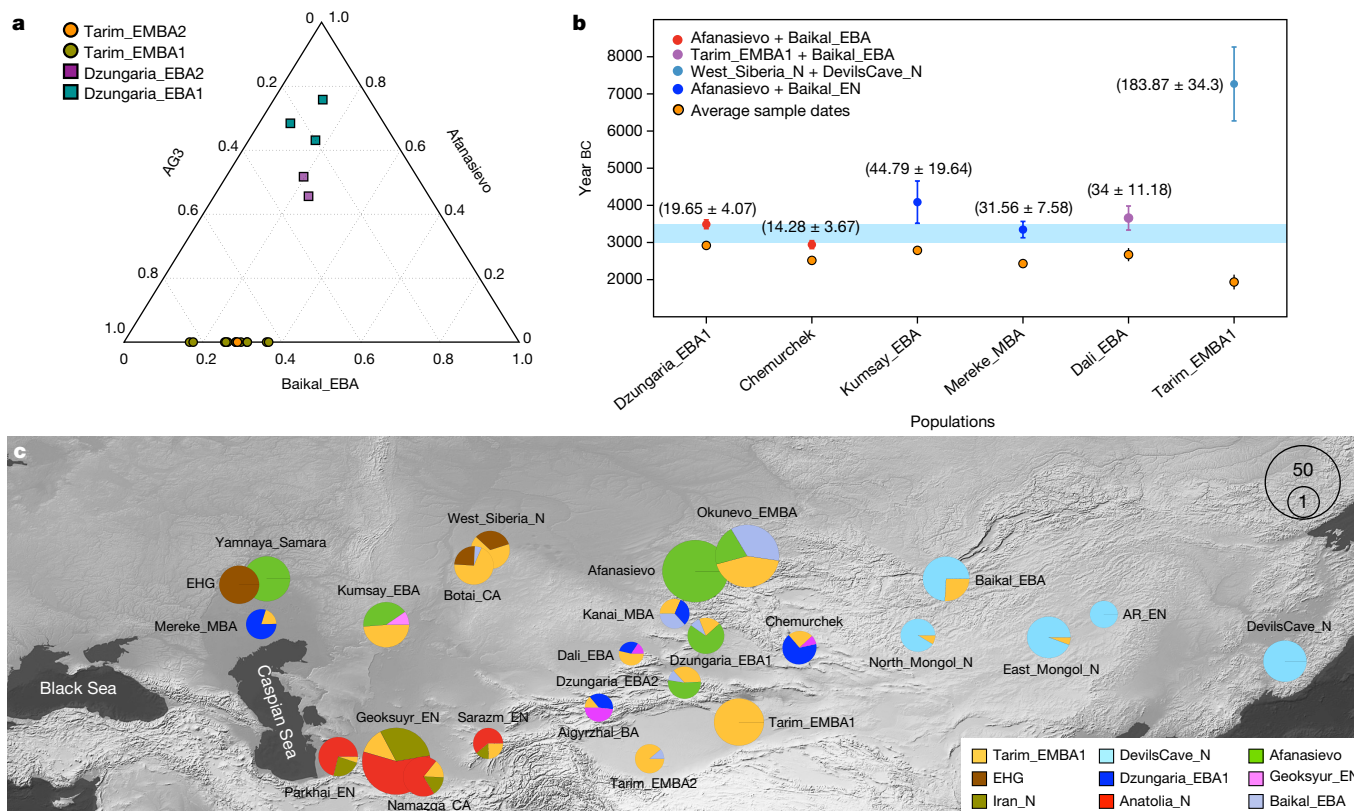 a
Tarim_EMBA2
Tarim_EMBA1
Dzungaria_EBA2
Dzungaria_EBA1
0 1.0
0.2 0.8
0.4 0.6
0.6 0.4
0.8 0.2
1.0 0
0 0.2 0.4 0.6 0.8 1.0
AG3
Afanasievo
Baikal_EBA
b
Afanasievo + Baikal_EBA
Tarim_EMBA1 + Baikal_EBA
West_Siberia_N + DevilsCave_N
Afanasievo + Baikal_EN
Average sample dates
Year BC
8000
7000
6000
5000
4000
3000
2000
(19.65 ± 4.07)
(14.28 ± 3.67)
(44.79 ± 19.64)
(31.56 ± 7.58)
(34 ± 11.18)
(183.87 ± 34.3)
Dzungaria_EBA1
Chemurchek
Kumsay_EBA
Mereke_MBA
Dali_EBA
Tarim_EMBA1
Populations
c
50
1
West_Siberia_N
Okunevo_EMBA
Yamnaya_Samara
EHG
Kumsay_EBA
Botai_CA
Afanasievo
Baikal_EBA
Mereke_MBA
Kanai_MBA
Chemurchek
AR_EN
DevilsCave_N
Dali_EBA
Dzungaria_EBA1
North_Mongol_N
East_Mongol_N
Black Sea
Caspian Sea
Dzungaria_EBA2
Geoksuyr_EN
Sarazm_EN
Aigyrzhal_BA
Tarim_EMBA1
Parkhai_EN
Namazga_CA
Tarim_EMBA2
Tarim_EMBA1 DevilsCave_N Afanasievo
EHG Dzungaria_EBA1 Geoksyur_EN
Iran_N Anatolia_N Baikal_EBA